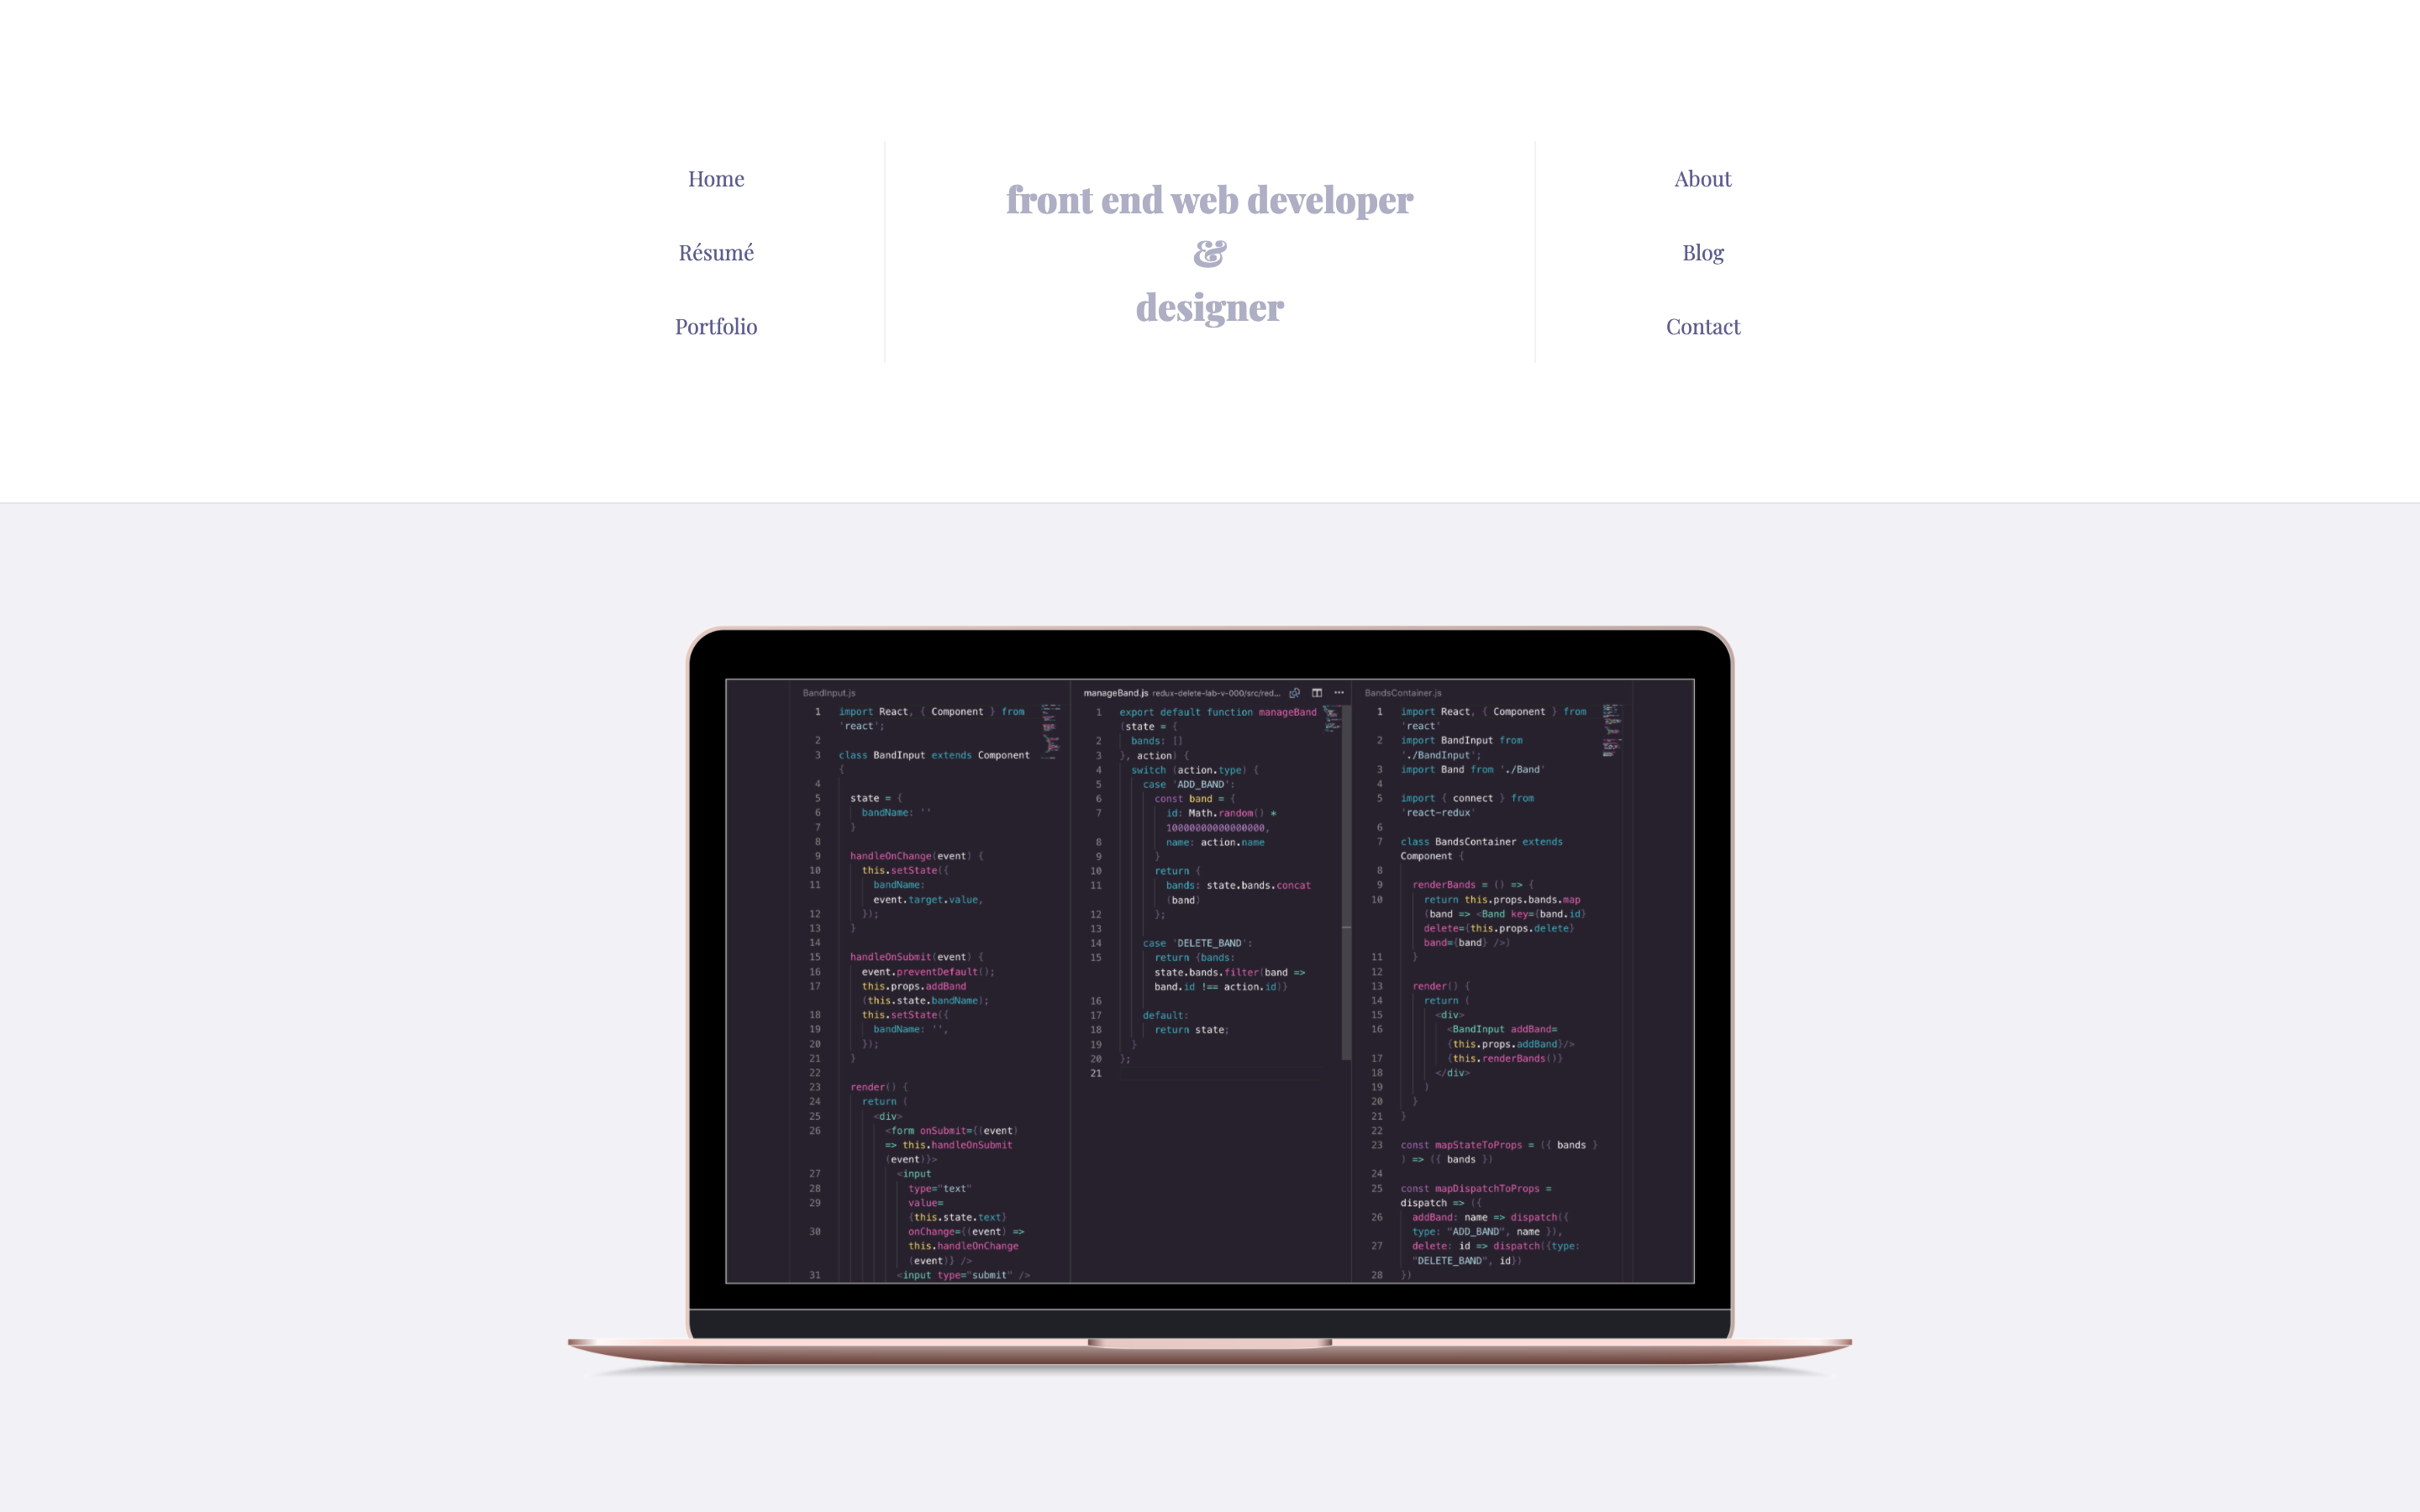 Home
Résumé
Portfolio
front end web developer
&
designer
About
Blog
Contact
BandInput.js
1 import React, { Component } from
'react';
2
3 class BandInput extends Component
{
4
5 state = {
6 bandName: ''
7 }
8
9 handleOnChange(event) {
10 this.setState({
11 bandName:
event.target.value,
12 });
13 }
14
15 handleOnSubmit(event) {
16 event.preventDefault();
17 this.props.addBand
(this.state.bandName);
18 this.setState({
19 bandName: '',
20 });
21 }
22
23 render() {
24 return (
25 <div>
26 <form onSubmit={(event)
=> this.handleOnSubmit
(event)}>
27 <input
28 type="text"
29 value=
{this.state.text}
30 onChange={(event) =>
this.handleOnChange
(event)} />
31 <input type="submit" />
manageBand.js redux-delete-lab-v-000/src/red...
1 export default function manageBand
(state = {
2 bands: []
3 }, action) {
4 switch (action.type) {
5 case 'ADD_BAND':
6 const band = {
7 id: Math.random() *
10000000000000000,
8 name: action.name
9 }
10 return {
11 bands: state.bands.concat
(band)
12 };
13
14 case 'DELETE_BAND':
15 return {bands:
state.bands.filter(band =>
band.id !== action.id)}
16
17 default:
18 return state;
19 }
20 };
21
BandsContainer.js
1 import React, { Component } from
'react'
2 import BandInput from
'./BandInput';
3 import Band from './Band'
4
5 import { connect } from
'react-redux'
6
7 class BandsContainer extends
Component {
8
9 renderBands = () => {
10 return this.props.bands.map
(band => <Band key={band.id}
delete={this.props.delete}
band={band} />)
11 }
12
13 render() {
14 return (
15 <div>
16 <BandInput addBand=
{this.props.addBand}/>
17 {this.renderBands()}
18 </div>
19 )
20 }
21 }
22
23 const mapStateToProps = ({ bands }
) => ({ bands })
24
25 const mapDispatchToProps =
dispatch => ({
26 addBand: name => dispatch({
type: "ADD_BAND", name }),
27 delete: id => dispatch({type:
"DELETE_BAND", id})
28 })